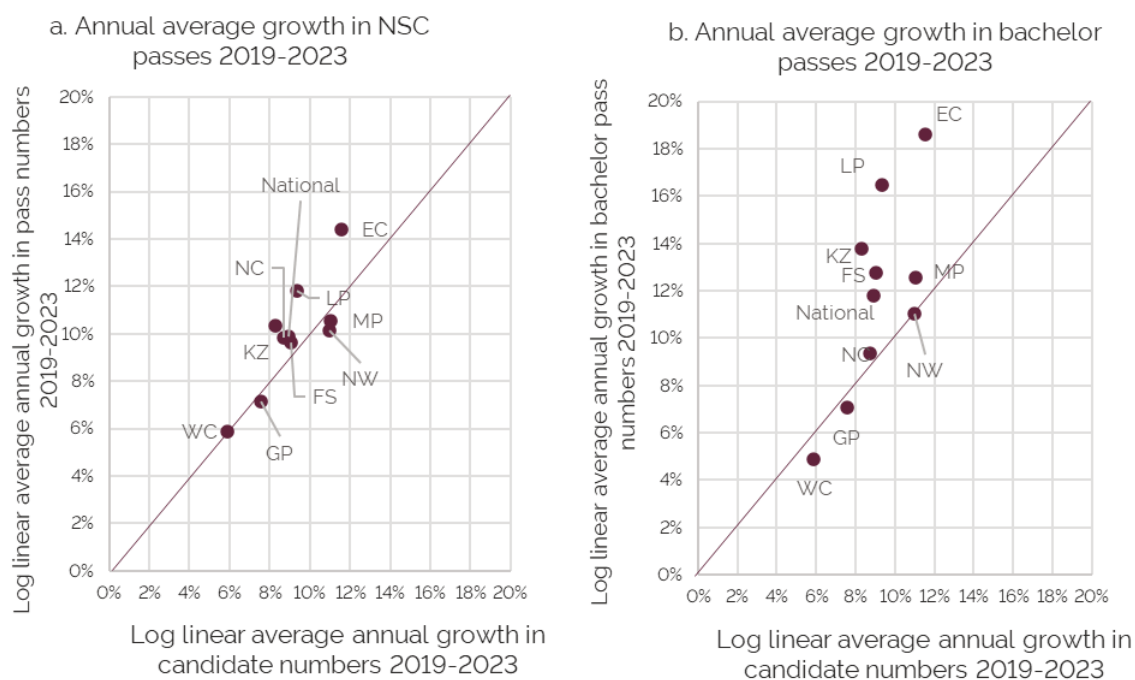 a. Annual average growth in NSC
passes 2019-2023
Log linear average annual growth in pass numbers
2019-2023
20%
18%
16%
14%
12%
10%
8%
6%
4%
2%
0%
National
EC
NC
LP
MP
KZ
NW
FS
WC
GP
0% 2% 4% 6% 8% 10% 12% 14% 16% 18% 20%
Log linear average annual growth in
candidate numbers 2019-2023
b. Annual average growth in bachelor
passes 2019-2023
Log linear average annual growth in bachelor pass
numbers 2019-2023
20%
18%
16%
14%
12%
10%
8%
6%
4%
2%
0%
EC
LP
KZ
FS
MP
National
NC
NW
GP
WC
0% 2% 4% 6% 8% 10% 12% 14% 16% 18% 20%
Log linear average annual growth in
candidate numbers 2019-2023